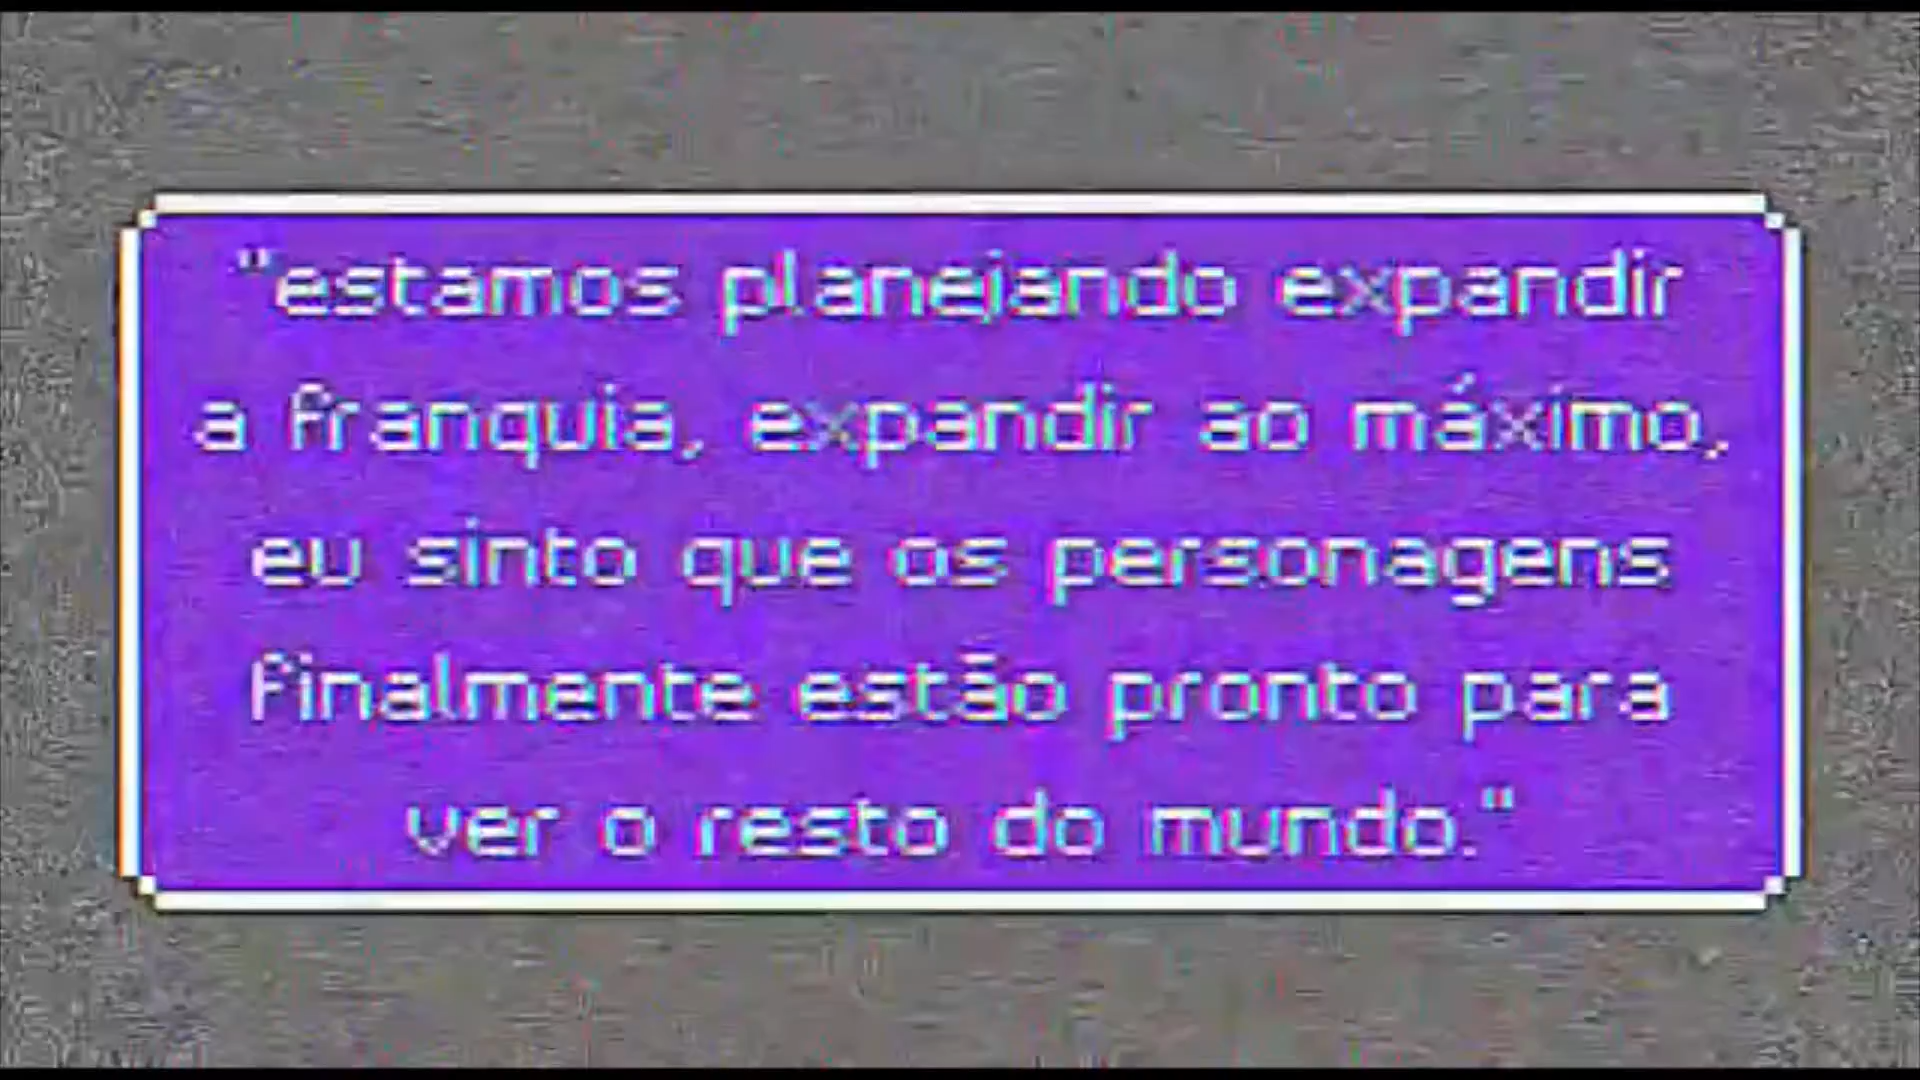 "estamos planejando expandir
a franquia, expandir ao máximo,
eu sinto que os personagens
finalmente estão pronto para
ver o resto do mundo."